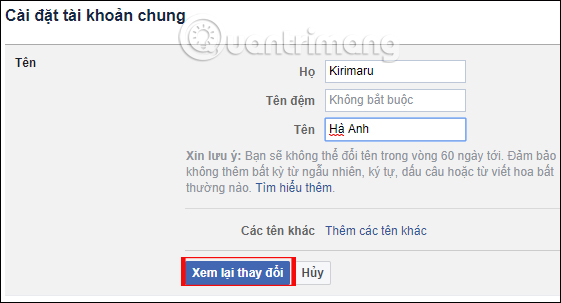 Cài đặt tài khoản chung
Quantrimang
Tên
Họ Kirimaru
Tên đệm Không bắt buộc
Tên Hà Anh
Xin lưu ý: Bạn sẽ không thể đổi tên trong vòng 60 ngày tới. Đảm bảo
không thêm bất kỳ từ ngẫu nhiên, ký tự, dấu câu hoặc từ viết hoa bất
thường nào. Tìm hiểu thêm.
Các tên khác Thêm các tên khác
Xem lại thay đổi Hủy